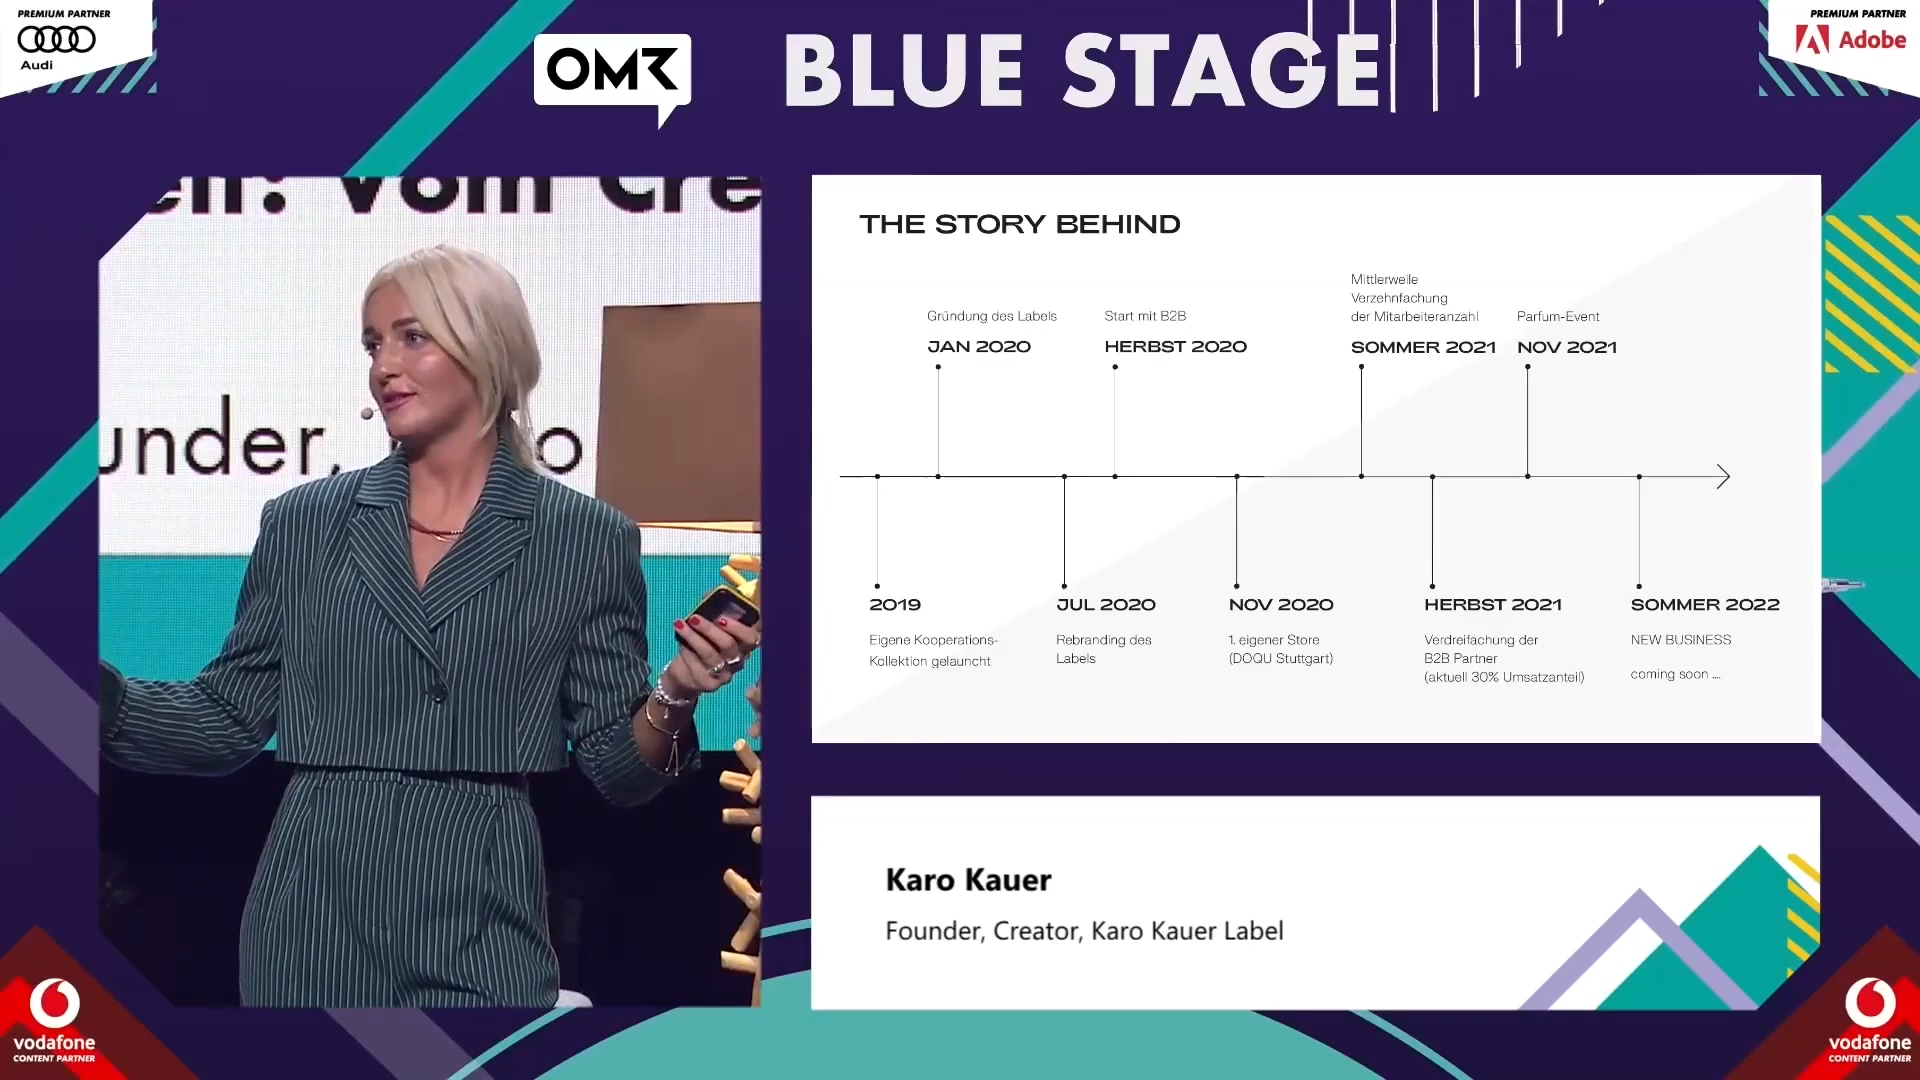 PREMIUM PARTNER
Audi
OMR
BLUE STAGE
PREMIUM PARTNER
Adobe
en: Vom Cre
under,
THE STORY BEHIND
Mittlerweile
Verzehnfachung
der Mitarbeiteranzahl
Gründung des Labels
Start mit B2B
Parfum-Event
JAN 2020
HERBST 2020
SOMMER 2021
NOV 2021
2019
JUL 2020
NOV 2020
HERBST 2021
SOMMER 2022
Eigene Kooperations-
Kollektion gelauncht
Rebranding des
Labels
1. eigener Store
(DOQU Stuttgart)
Verdreifachung der
B2B Partner
(aktuell 30% Umsatzanteil)
NEW BUSINESS
coming soon ....
Karo Kauer
Founder, Creator, Karo Kauer Label
vodafone
CONTENT PARTNER
vodafone
CONTENT PARTNER